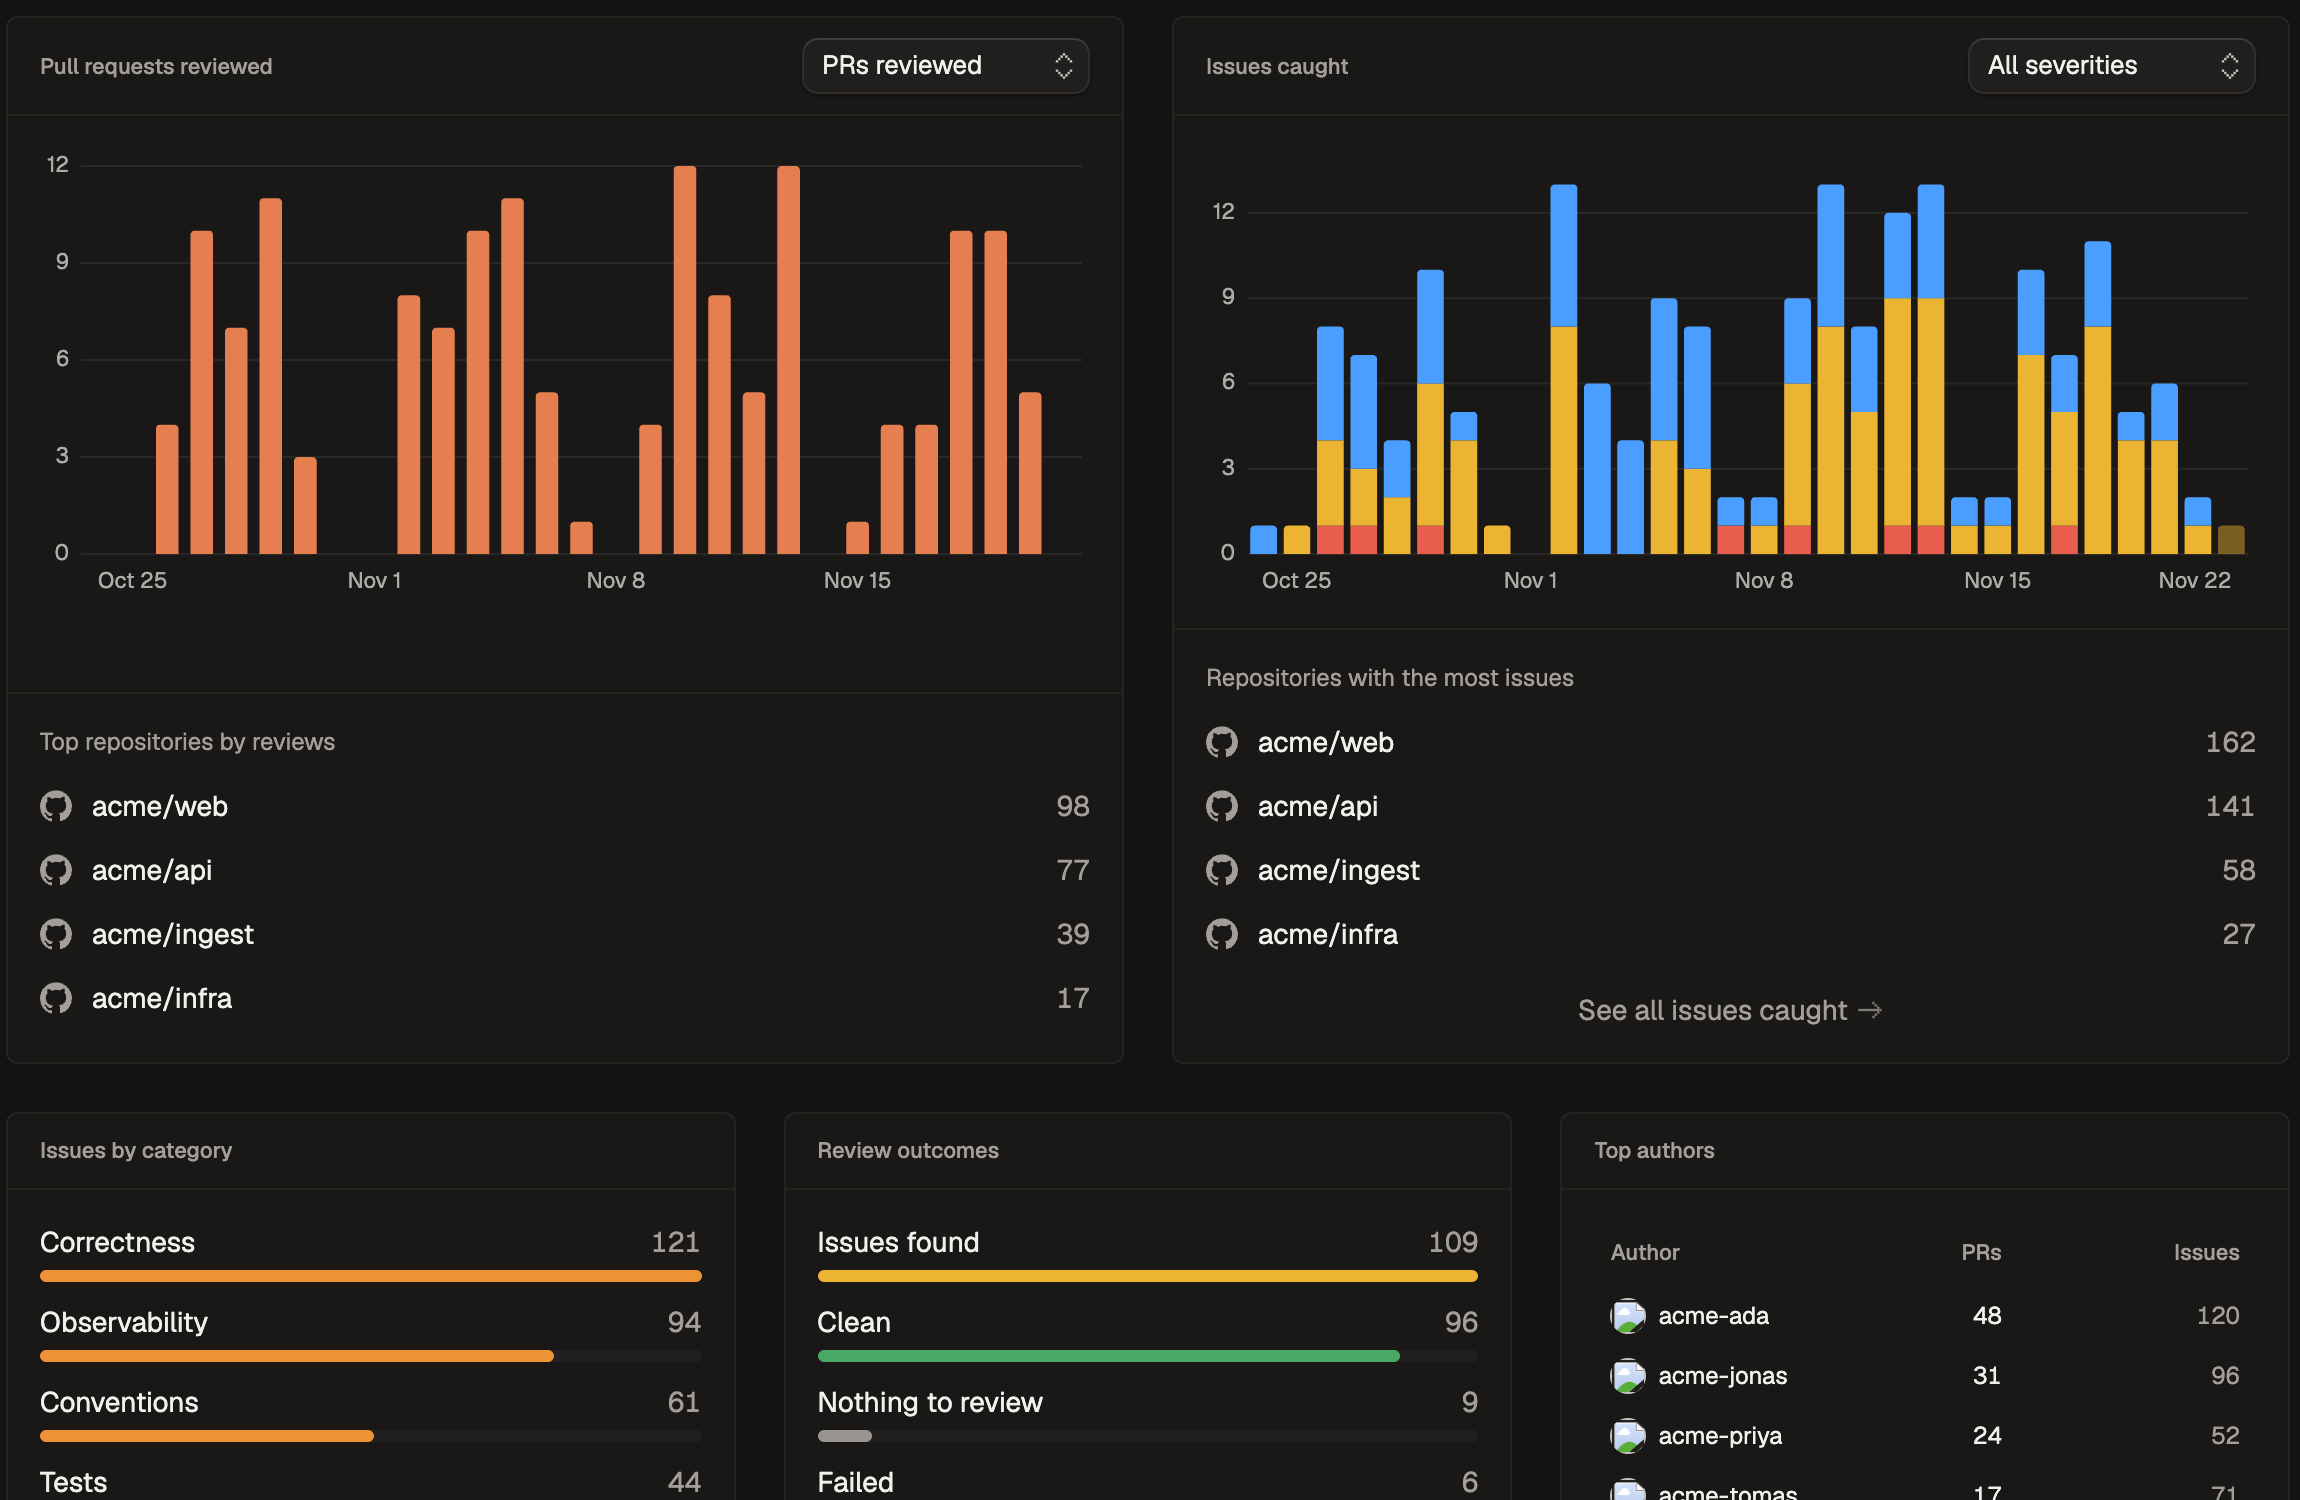 Pull requests reviewed
PRs reviewed
12
9
6
3
0
Oct 25 Nov 1 Nov 8 Nov 15
Top repositories by reviews
acme/web 98
acme/api 77
acme/ingest 39
acme/infra 17
Issues caught
All severities
12
9
6
3
0
Oct 25 Nov 1 Nov 8 Nov 15 Nov 22
Repositories with the most issues
acme/web 162
acme/api 141
acme/ingest 58
acme/infra 27
See all issues caught →
Issues by category
Correctness 121
Observability 94
Conventions 61
Tests 44
Review outcomes
Issues found 109
Clean 96
Nothing to review 9
Failed 6
Top authors
Author PRs Issues
acme-ada 48 120
acme-jonas 31 96
acme-priya 24 52
acme-tomas 17 71